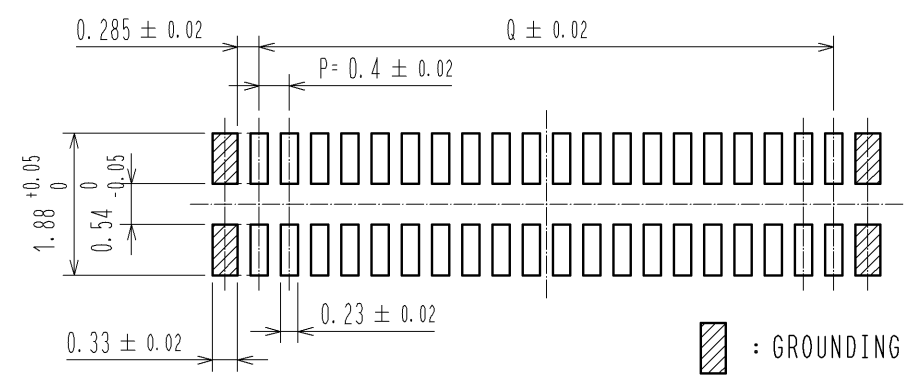 0.285 ± 0.02
Q ± 0.02
P= 0.4 ± 0.02
1.88 +0.05 0
0.54 0 -0.05
0.23 ± 0.02
0.33 ± 0.02
: GROUNDING